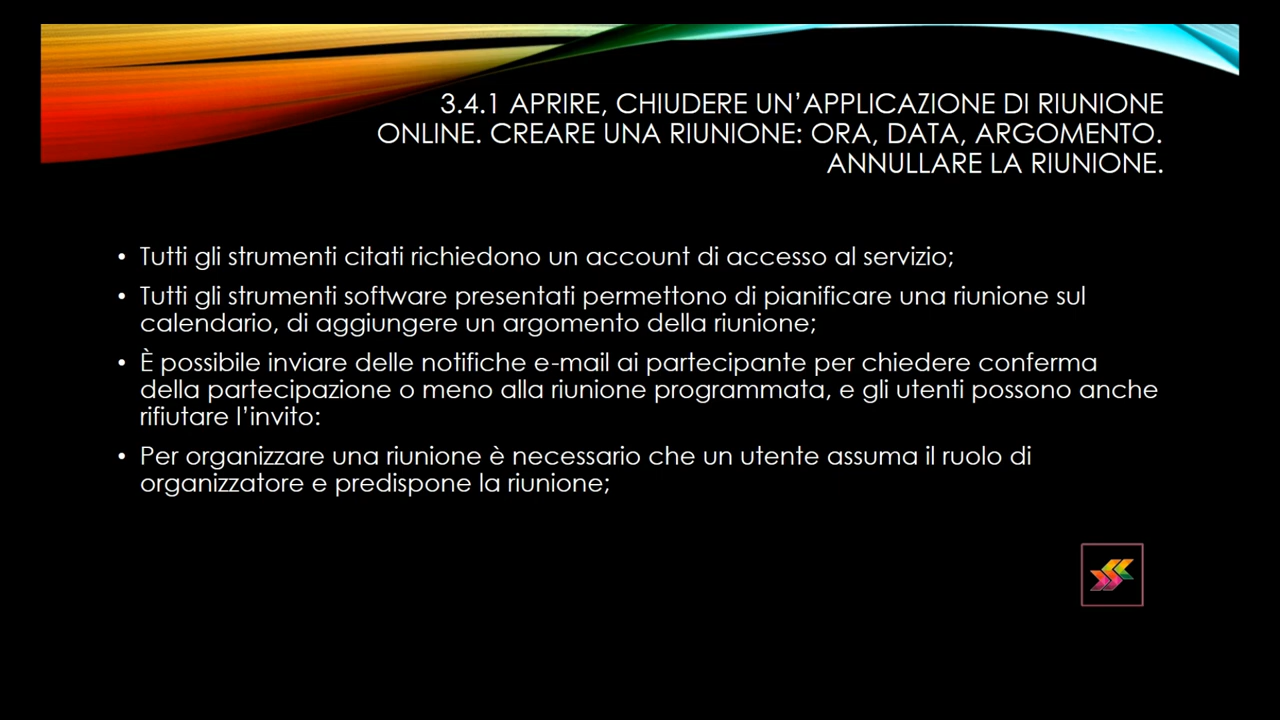 3.4.1 APRIRE, CHIUDERE UN’APPLICAZIONE DI RIUNIONE
ONLINE. CREARE UNA RIUNIONE: ORA, DATA, ARGOMENTO.
ANNULLARE LA RIUNIONE.
• Tutti gli strumenti citati richiedono un account di accesso al servizio;
• Tutti gli strumenti software presentati permettono di pianificare una riunione sul
calendario, di aggiungere un argomento della riunione;
• È possibile inviare delle notifiche e-mail ai partecipante per chiedere conferma
della partecipazione o meno alla riunione programmata, e gli utenti possono anche
rifiutare l’invito:
• Per organizzare una riunione è necessario che un utente assuma il ruolo di
organizzatore e predispone la riunione;